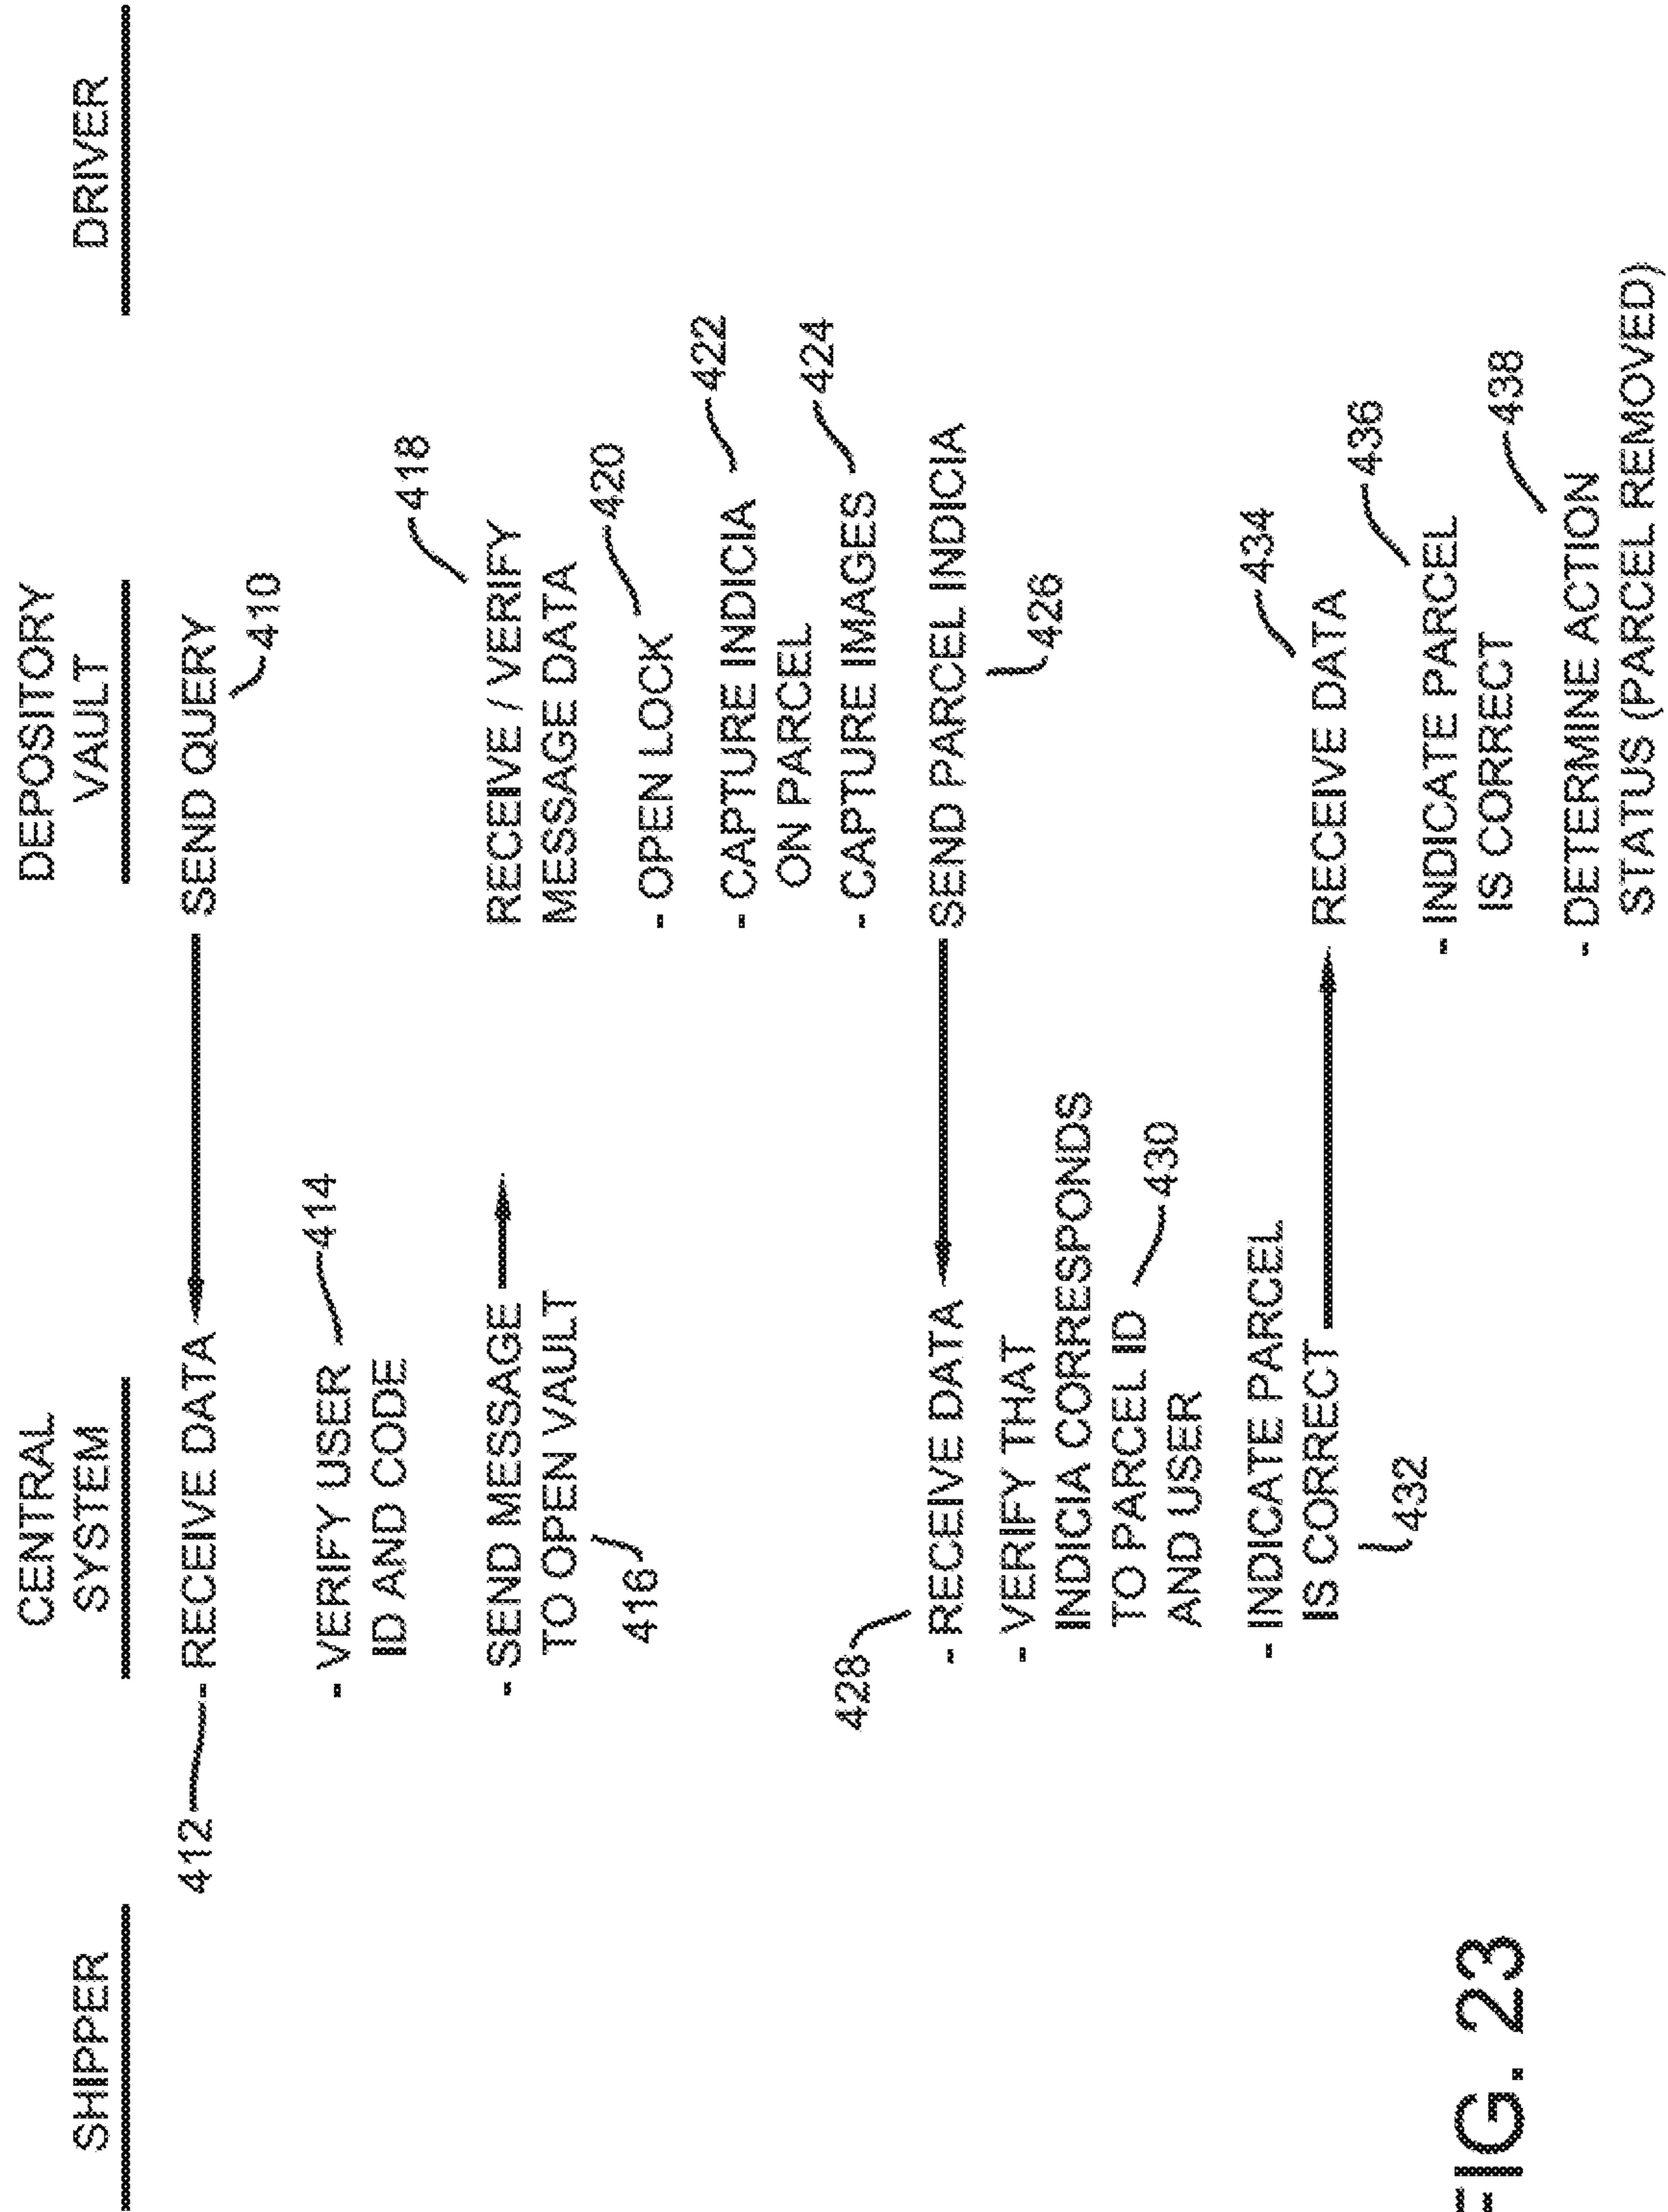 SHIPPER
CENTRAL
SYSTEM
DEPOSITORY
VAULT
DRIVER
412
- RECEIVE DATA
SEND QUERY
410
- VERIFY USER
ID AND CODE
414
- SEND MESSAGE
TO OPEN VAULT
416
RECEIVE / VERIFY
MESSAGE DATA
418
- OPEN LOCK
420
- CAPTURE INDICIA
ON PARCEL
422
- CAPTURE IMAGES
424
SEND PARCEL INDICIA
426
428
- RECEIVE DATA
- VERIFY THAT
INDICIA CORRESPONDS
TO PARCEL ID
AND USER
430
- INDICATE PARCEL
IS CORRECT
432
RECEIVE DATA
434
- INDICATE PARCEL
IS CORRECT
436
- DETERMINE ACTION
STATUS (PARCEL REMOVED)
438
FIG. 23